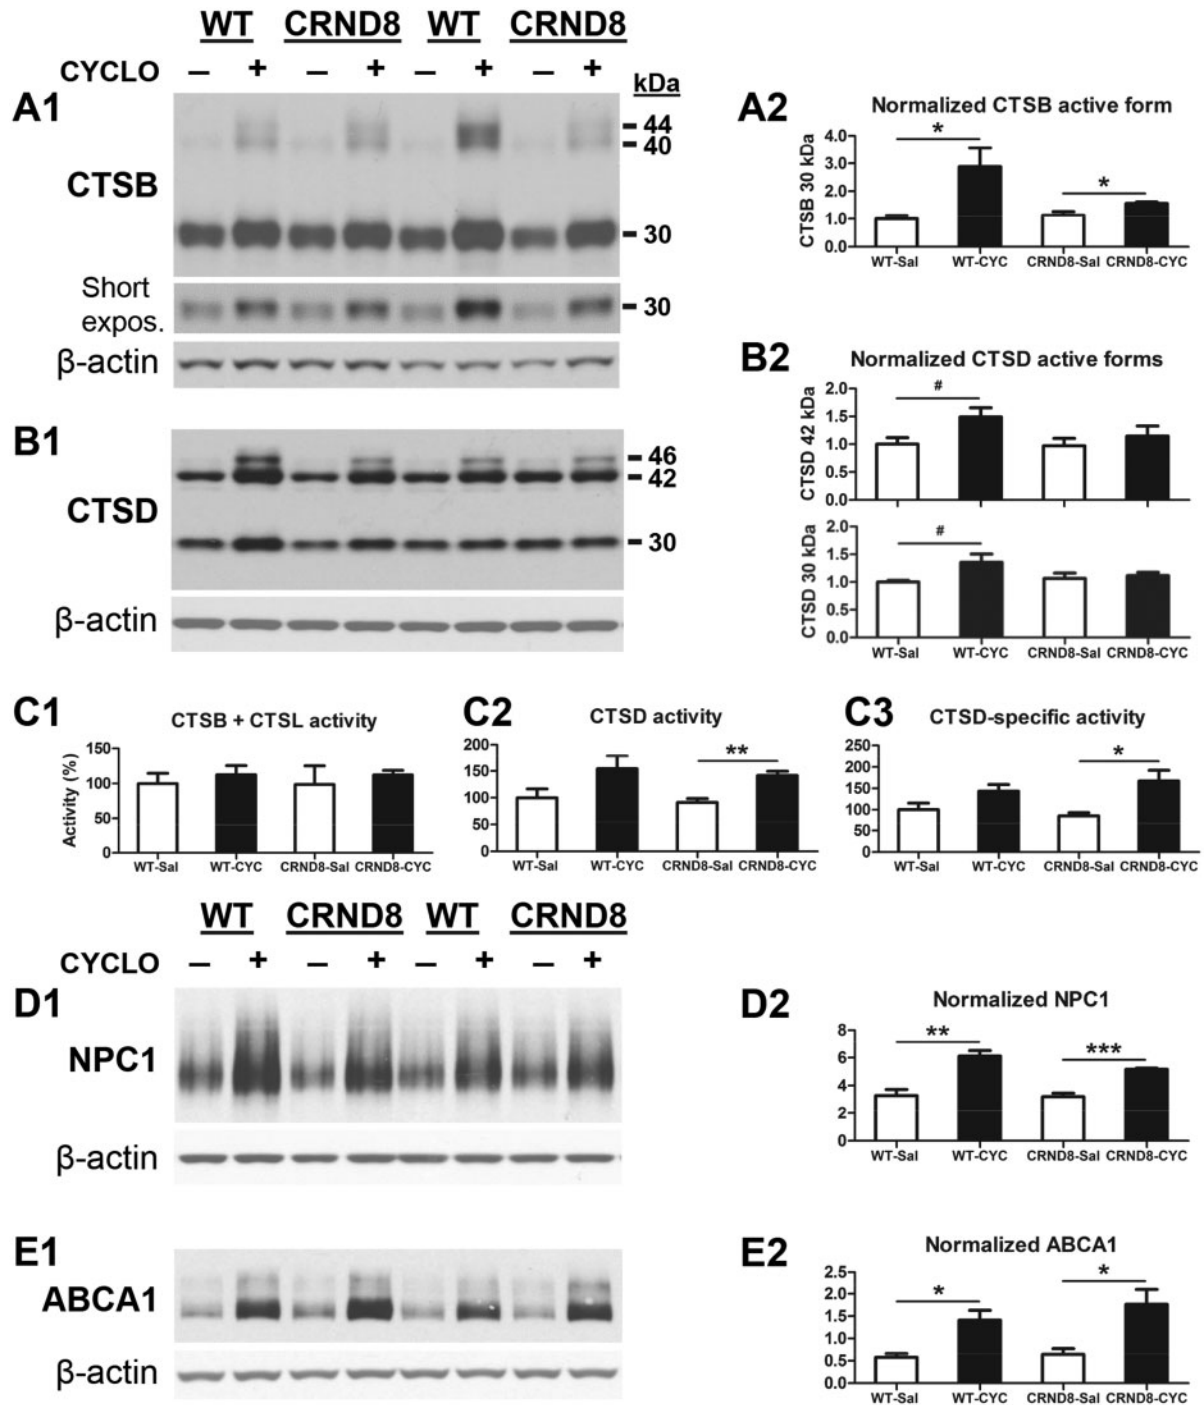 WT CRND8 WT CRND8
CYCLO – + – + – + – +
kDa
A1
CTSB
44
40
30
Short
expos.
30
β-actin
A2
Normalized CTSB active form
CTSB 30 kDa
4.0
3.0
2.0
1.0
0.0
* *
WT-Sal WT-CYC CRND8-Sal CRND8-CYC
B1
CTSD
46
42
30
β-actin
B2
Normalized CTSD active forms
CTSD 42 kDa
2.0
1.5
1.0
0.5
0.0
#
CTSD 30 kDa
2.0
1.5
1.0
0.5
0.0
#
WT-Sal WT-CYC CRND8-Sal CRND8-CYC
C1
CTSB + CTSL activity
Activity (%)
150
100
50
0
WT-Sal WT-CYC CRND8-Sal CRND8-CYC
C2
CTSD activity
200
150
100
50
0
**
WT-Sal WT-CYC CRND8-Sal CRND8-CYC
C3
CTSD-specific activity
250
200
150
100
50
0
*
WT-Sal WT-CYC CRND8-Sal CRND8-CYC
WT CRND8 WT CRND8
CYCLO – + – + – + – +
D1
NPC1
β-actin
D2
Normalized NPC1
8
6
4
2
0
** ***
WT-Sal WT-CYC CRND8-Sal CRND8-CYC
E1
ABCA1
β-actin
E2
Normalized ABCA1
2.5
2.0
1.5
1.0
0.5
0.0
* *
WT-Sal WT-CYC CRND8-Sal CRND8-CYC